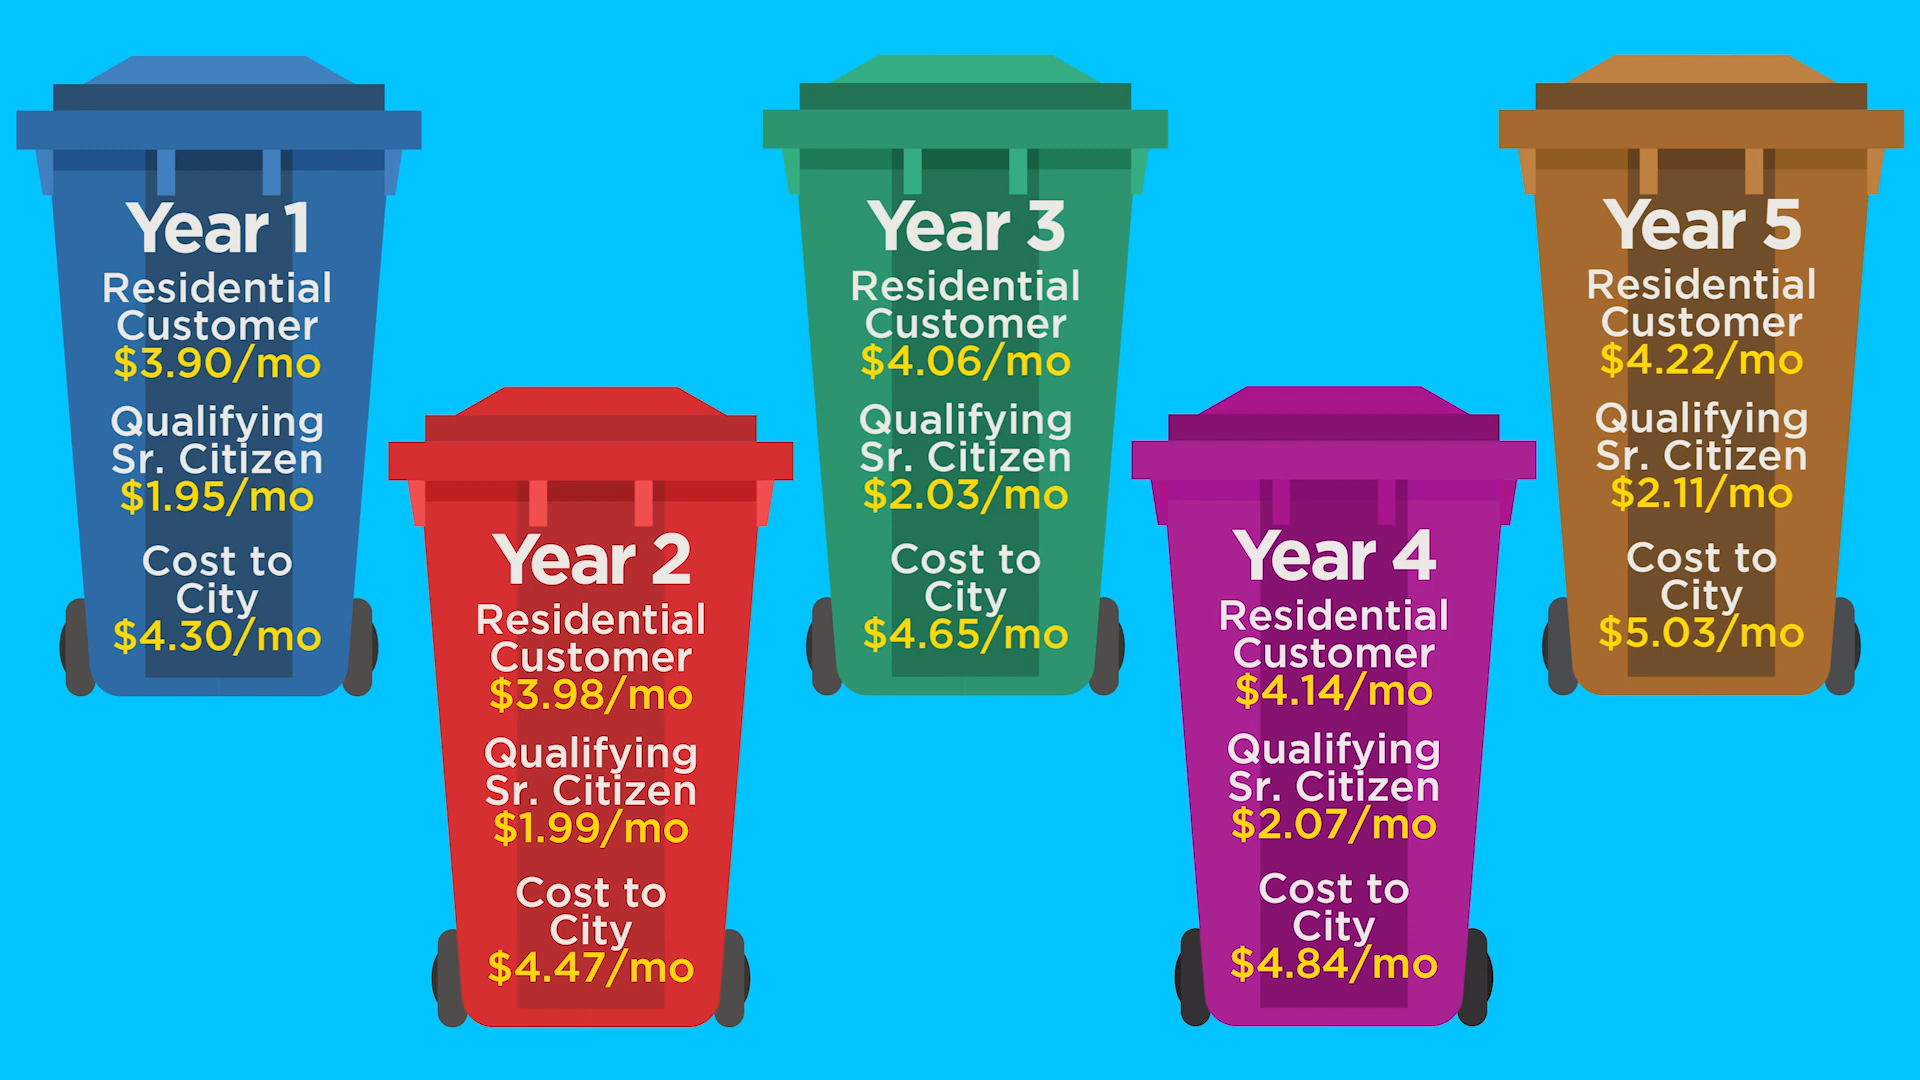 Year 1
Residential
Customer
$3.90/mo
Qualifying
Sr. Citizen
$1.95/mo
Cost to
City
$4.30/mo
Year 2
Residential
Customer
$3.98/mo
Qualifying
Sr. Citizen
$1.99/mo
Cost to
City
$4.47/mo
Year 3
Residential
Customer
$4.06/mo
Qualifying
Sr. Citizen
$2.03/mo
Cost to
City
$4.65/mo
Year 4
Residential
Customer
$4.14/mo
Qualifying
Sr. Citizen
$2.07/mo
Cost to
City
$4.84/mo
Year 5
Residential
Customer
$4.22/mo
Qualifying
Sr. Citizen
$2.11/mo
Cost to
City
$5.03/mo